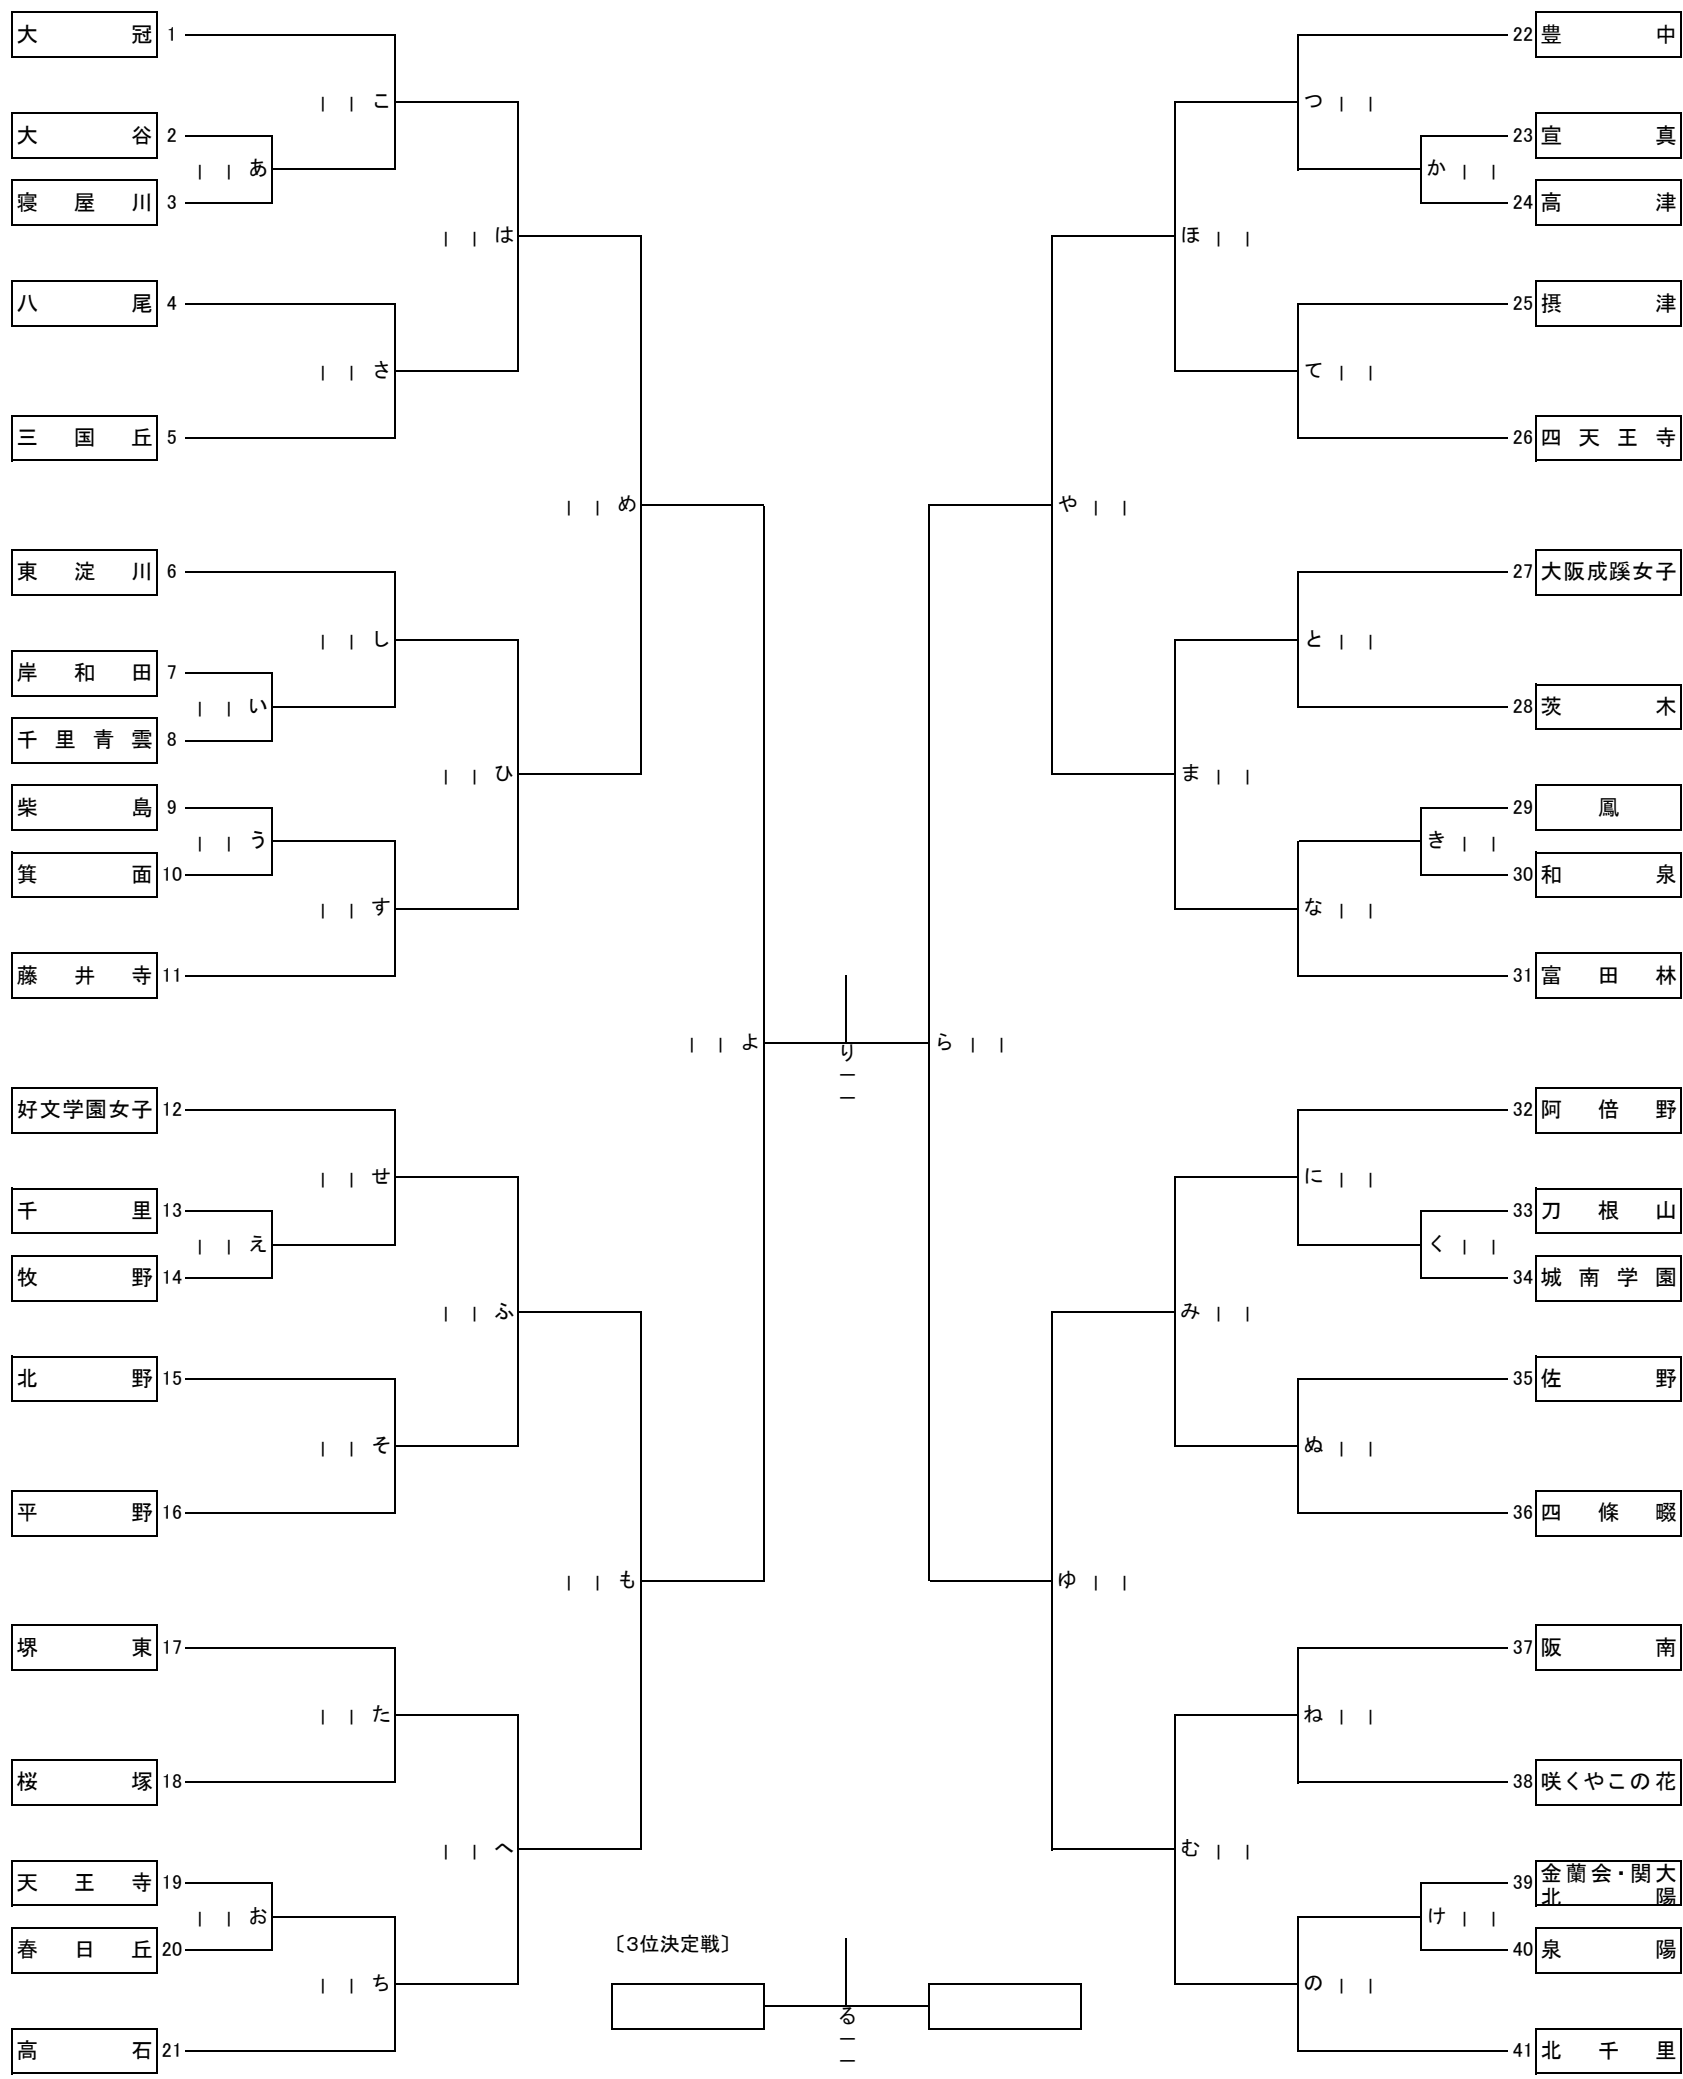 大冠 1
22 豊中
こ
つ
大谷 2
23 宣真
あ
か
寝屋川 3
24 高津
は
ほ
八尾 4
25 摂津
さ
て
三国丘 5
26 四天王寺
め
や
東淀川 6
27 大阪成蹊女子
し
と
岸和田 7
い
28 茨木
千里青雲 8
ひ
ま
柴島 9
29 鳳
う
き
箕面 10
30 和泉
す
な
藤井寺 11
31 富田林
よ
り
ら
好文学園女子 12
32 阿倍野
せ
に
千里 13
33 刀根山
え
く
牧野 14
34 城南学園
ふ
み
北野 15
35 佐野
そ
ぬ
平野 16
36 四條畷
も
ゆ
堺東 17
37 阪南
た
ね
桜塚 18
38 咲くやこの花
へ
む
天王寺 19
39 金蘭会・関大
北陽
お
け
春日丘 20
40 泉陽
〔3位決定戦〕
ち
の
る
高石 21
41 北千里